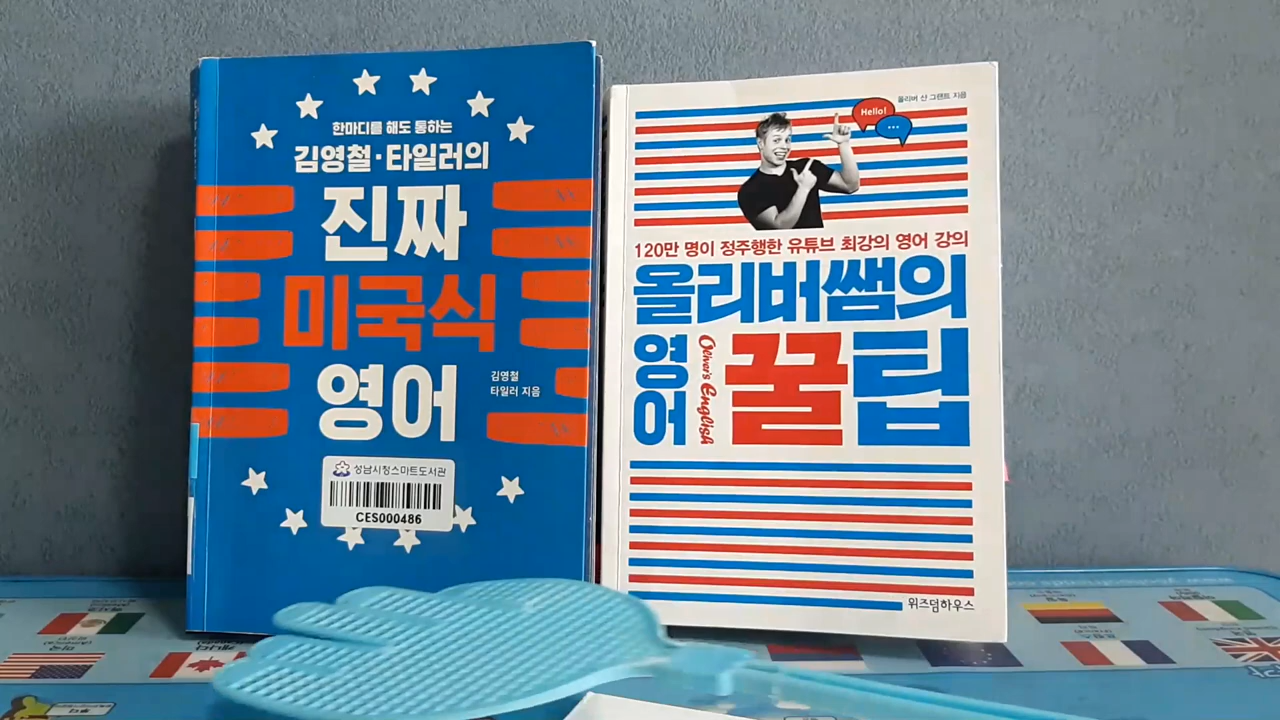 한마디를 해도 통하는
김영철·타일러의
진짜
미국식
영어
김영철
타일러 지음
성남시청스마트도서관
CES000486
올리버 샨 그랜트 지음
Hello!
...
120만 명이 정주행한 유튜브 최강의 영어 강의
올리버쌤의
영어
Oliver's English
꿀팁
위즈덤하우스